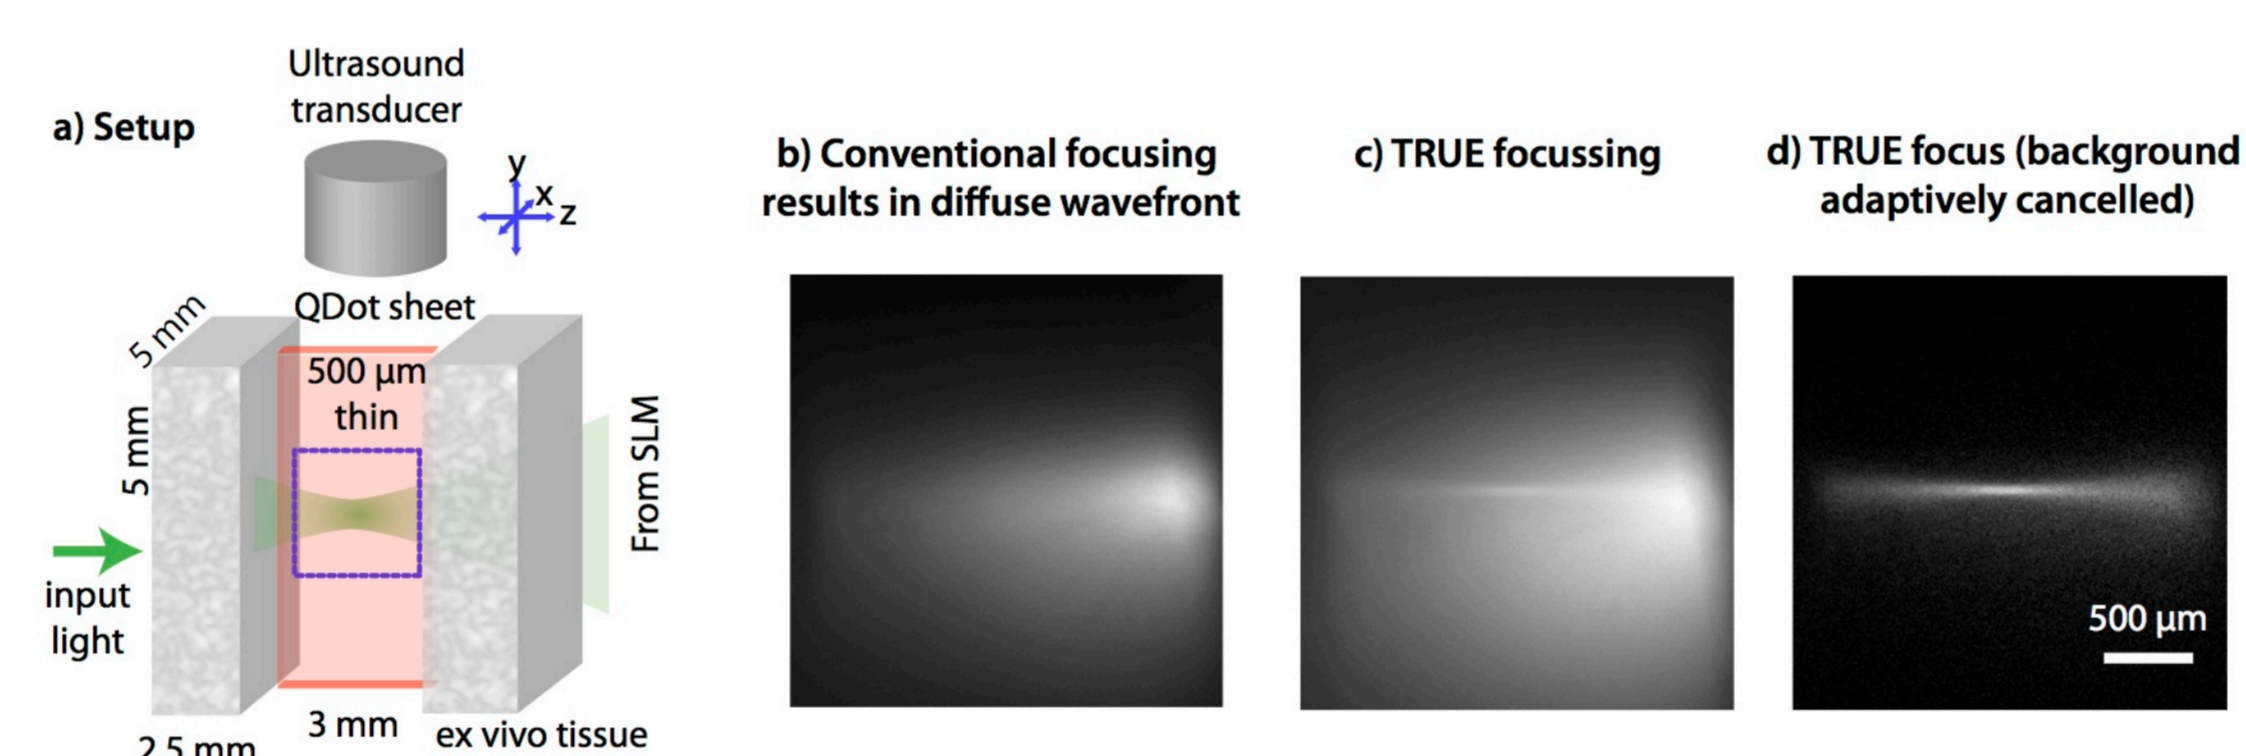 a) Setup
Ultrasound
transducer
y
x
z
QDot sheet
5 mm
5 mm
500 µm
thin
input
light
From SLM
2.5 mm
3 mm
ex vivo tissue
b) Conventional focusing
results in diffuse wavefront
c) TRUE focussing
d) TRUE focus (background
adaptively cancelled)
500 µm